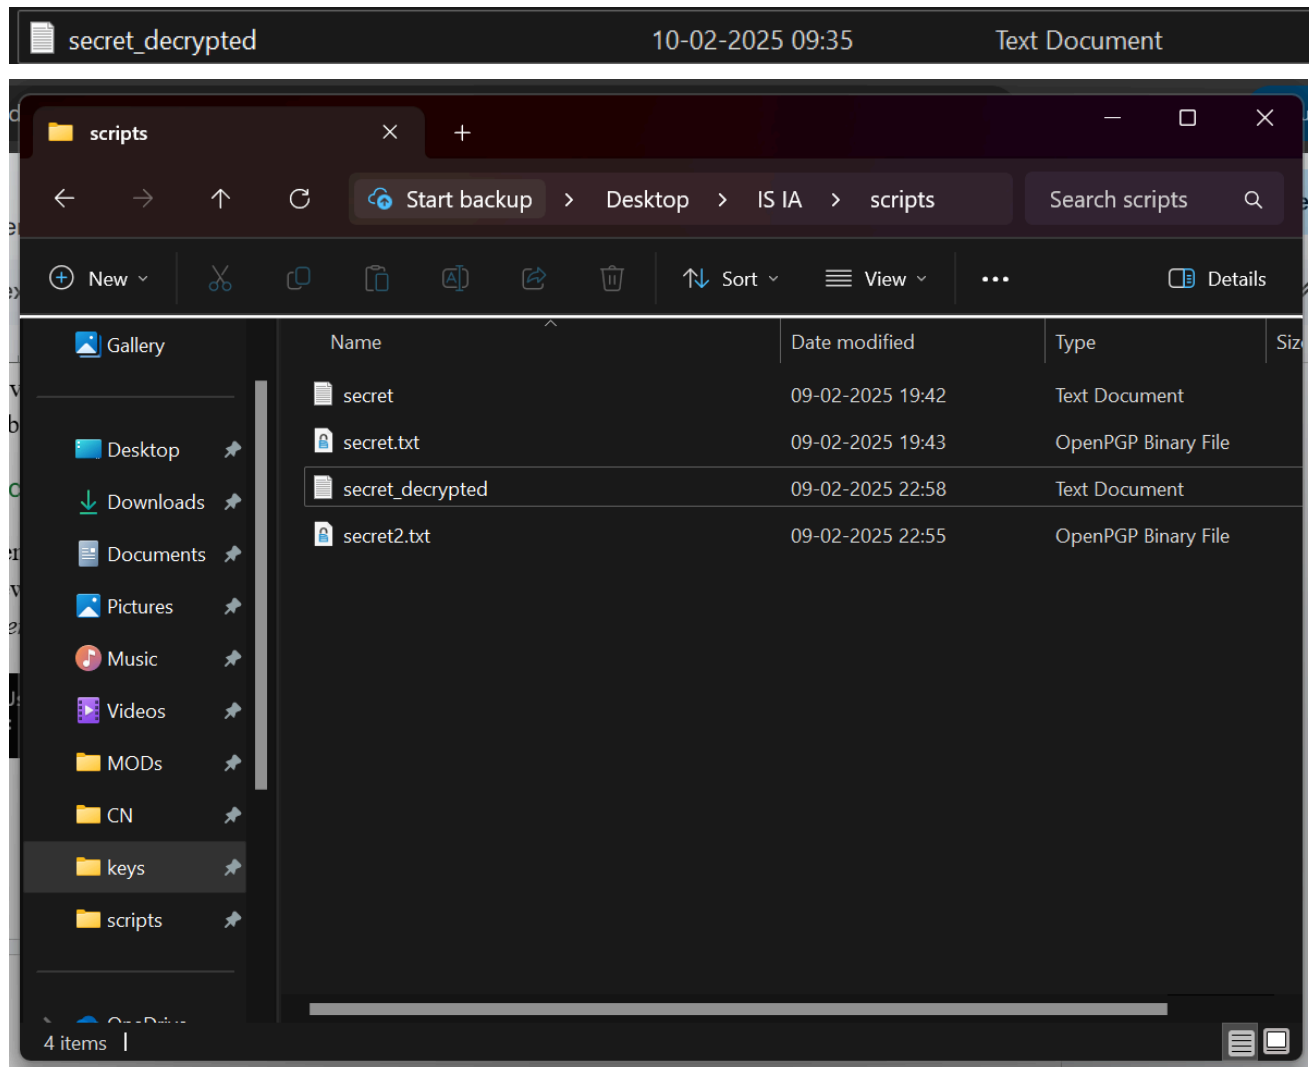 secret_decrypted 10-02-2025 09:35 Text Document
scripts
Start backup > Desktop > IS IA > scripts Search scripts
New Sort View ••• Details
Name Date modified Type
secret 09-02-2025 19:42 Text Document
secret.txt 09-02-2025 19:43 OpenPGP Binary File
secret_decrypted 09-02-2025 22:58 Text Document
secret2.txt 09-02-2025 22:55 OpenPGP Binary File
Gallery
Desktop
Downloads
Documents
Pictures
Music
Videos
MODs
CN
keys
scripts
4 items